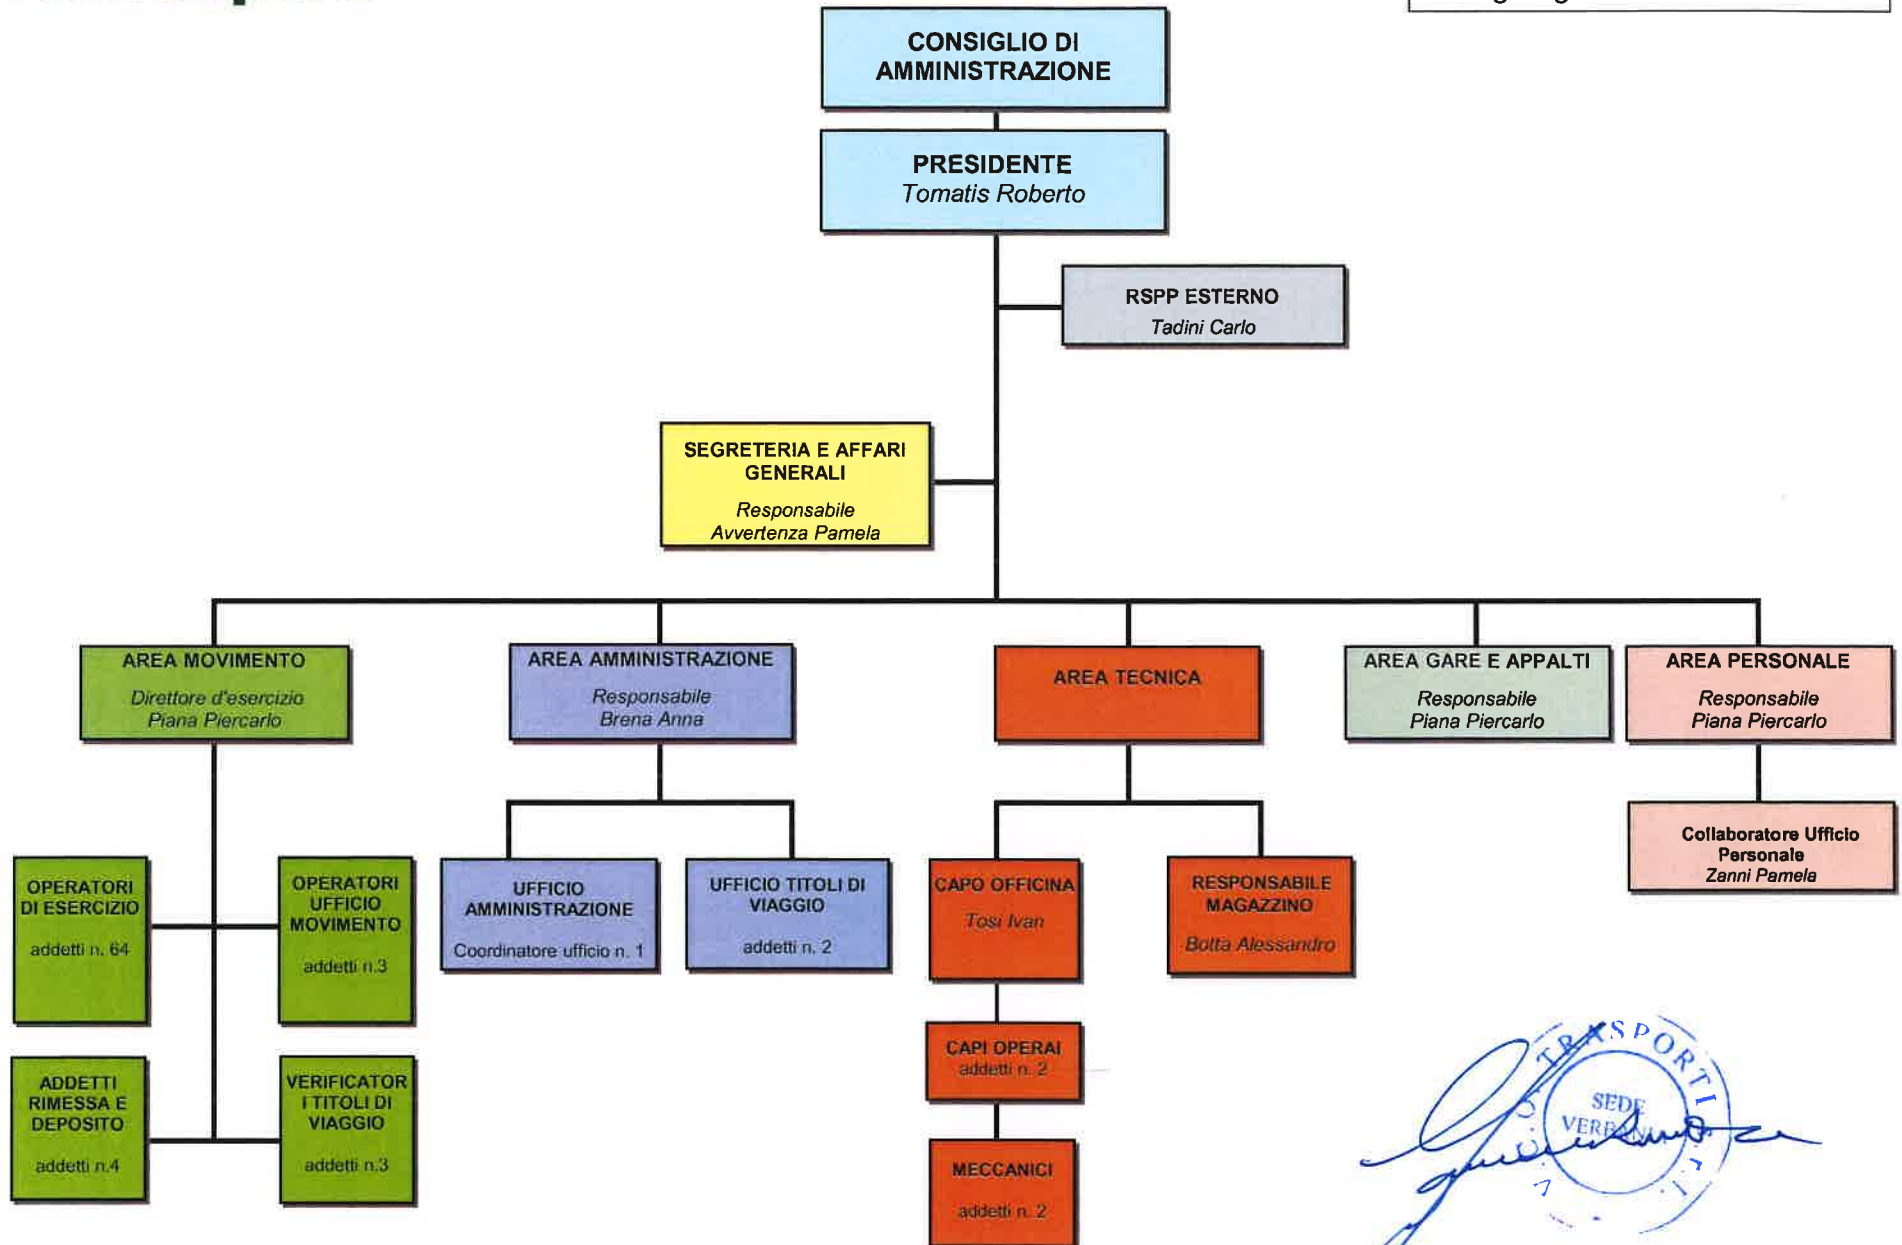 CONSIGLIO DI
AMMINISTRAZIONE
PRESIDENTE
Tomatis Roberto
RSPP ESTERNO
Tadini Carlo
SEGRETERIA E AFFARI
GENERALI
Responsabile
Avvertenza Pamela
AREA MOVIMENTO
Direttore d'esercizio
Piana Piercarlo
AREA AMMINISTRAZIONE
Responsabile
Brena Anna
AREA TECNICA
AREA GARE E APPALTI
Responsabile
Piana Piercarlo
AREA PERSONALE
Responsabile
Piana Piercarlo
Collaboratore Ufficio
Personale
Zanni Pamela
OPERATORI
DI ESERCIZIO
addetti n. 64
OPERATORI
UFFICIO
MOVIMENTO
addetti n.3
UFFICIO
AMMINISTRAZIONE
Coordinatore ufficio n. 1
UFFICIO TITOLI DI
VIAGGIO
addetti n. 2
CAPO OFFICINA
Tosi Ivan
RESPONSABILE
MAGAZZINO
Botta Alessandro
CAPI OPERAI
addetti n. 2
MECCANICI
addetti n. 2
ADDETTI
RIMESSA E
DEPOSITO
addetti n.4
VERIFICATOR
I TITOLI DI
VIAGGIO
addetti n.3
V.C.O. TRASPORTI S.r.l.
SEDE